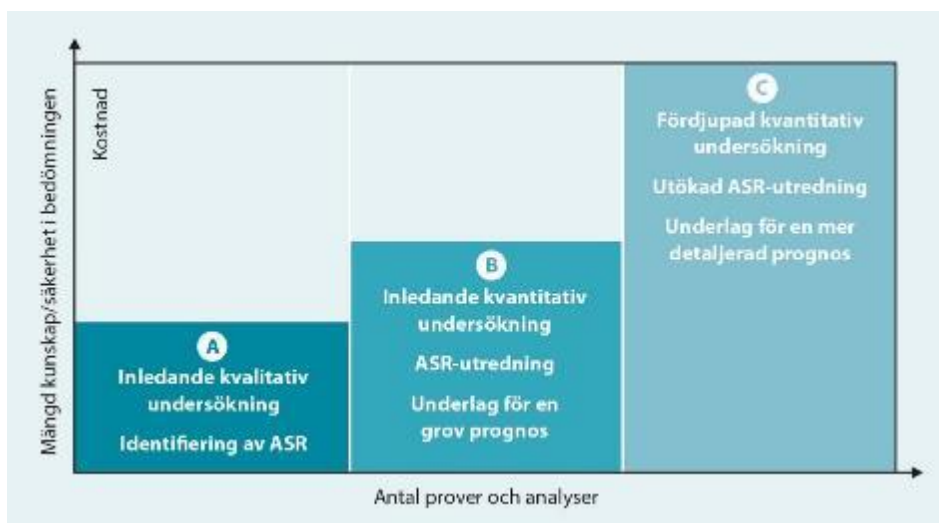 Mängd kunskap/säkerhet i bedömningen
Kostnad
A
Inledande kvalitativ
undersökning
Identifiering av ASR
B
Inledande kvantitativ
undersökning
ASR-utredning
Underlag för en
grov prognos
C
Fördjupad kvantitativ
undersökning
Utökad ASR-utredning
Underlag för en mer
detaljerad prognos
Antal prover och analyser